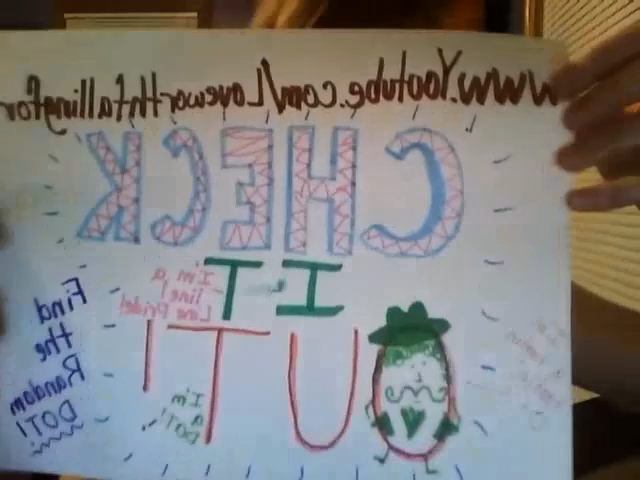 www.Youtube.com/Loveworthfallingfor
CHECK
IT
I'm a
line!
Line Pride!
OUT!
I'm
a
DOT!
Find
the
Random
DOT!